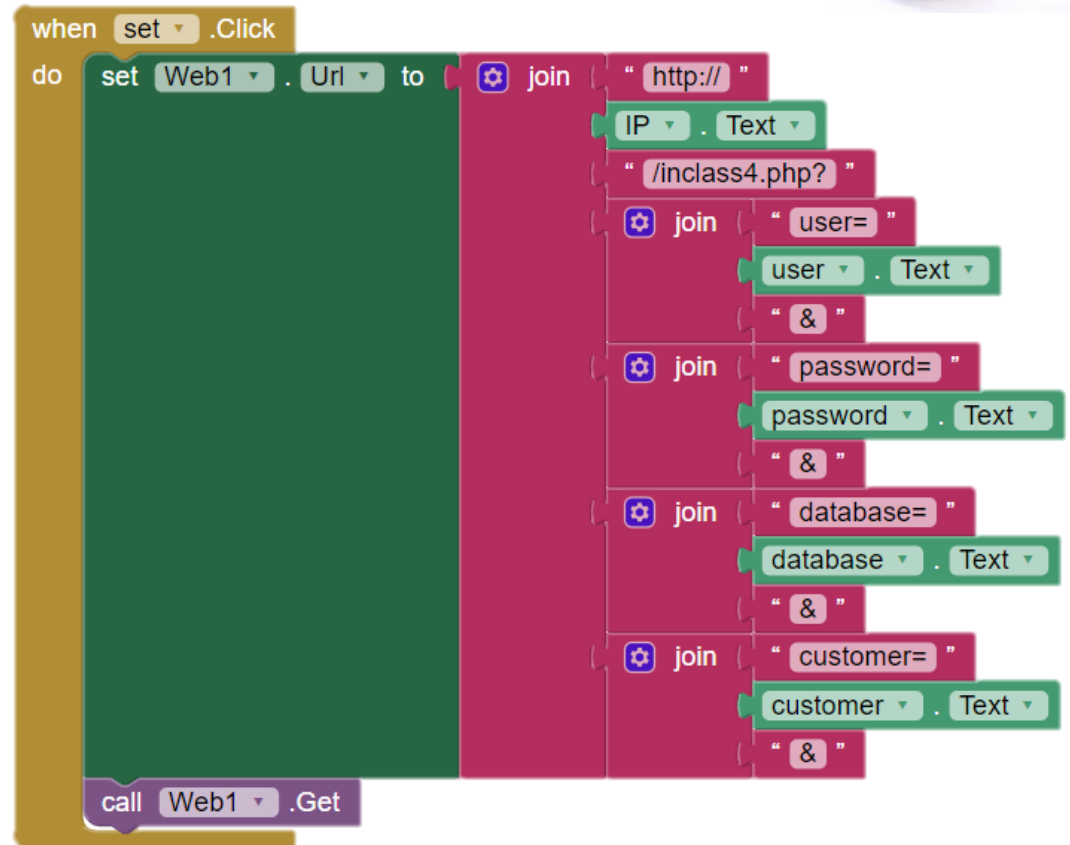 when set .Click
do set Web1 . Url to join “ http:// ”
IP . Text
“ /inclass4.php? ”
join “ user= ”
user . Text
“ & ”
join “ password= ”
password . Text
“ & ”
join “ database= ”
database . Text
“ & ”
join “ customer= ”
customer . Text
“ & ”
call Web1 .Get